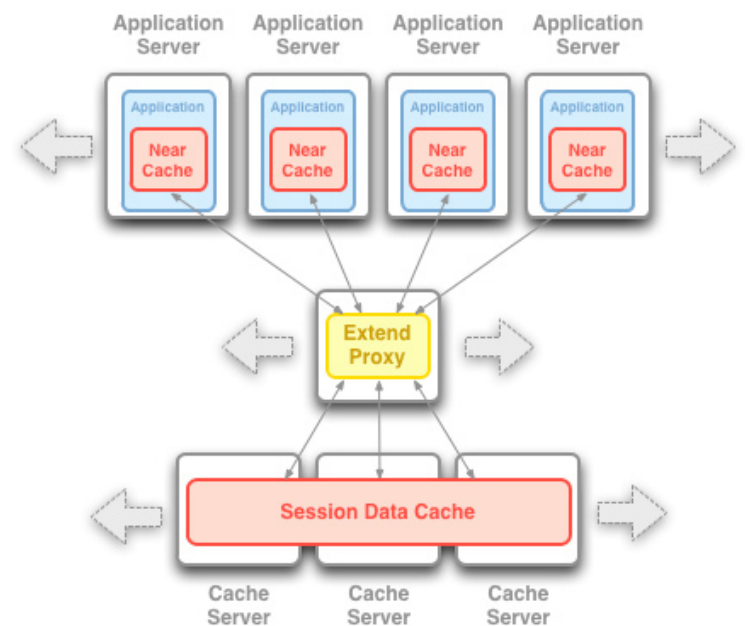 Application Application Application Application
Server Server Server Server
Application Application Application Application
Near Near Near Near
Cache Cache Cache Cache
Extend
Proxy
Session Data Cache
Cache Cache Cache
Server Server Server